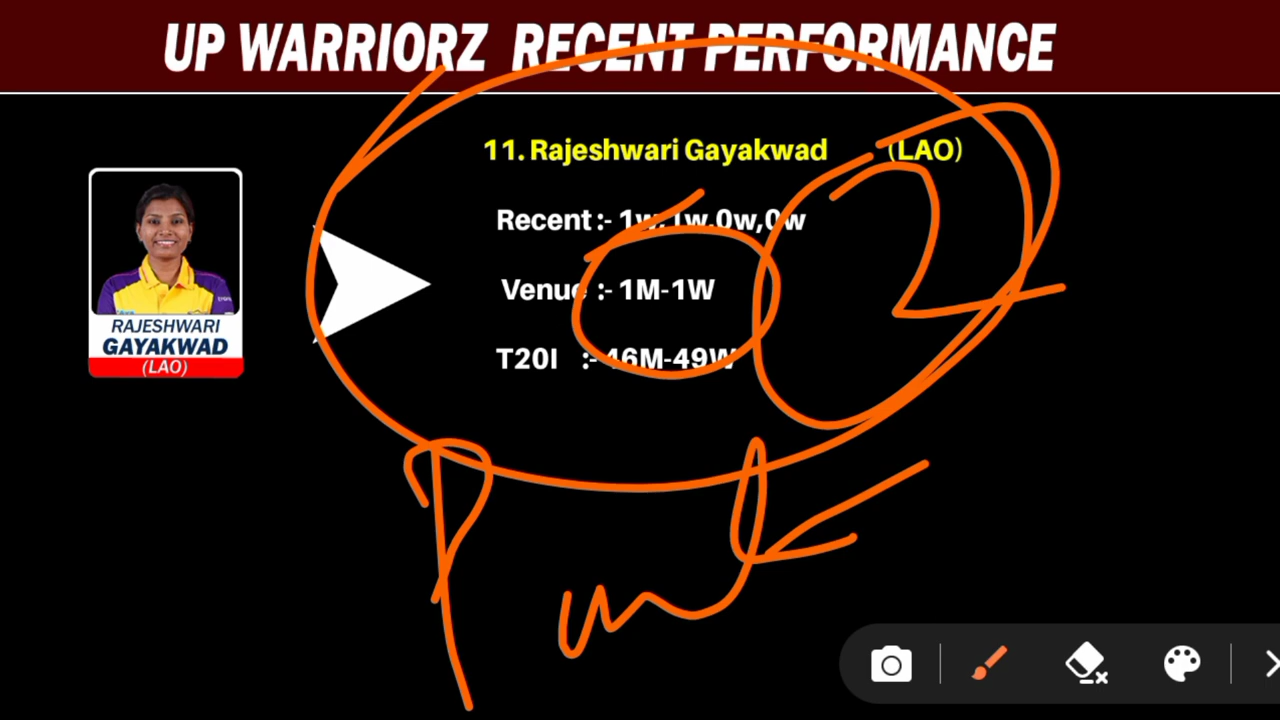 UP WARRIORZ RECENT PERFORMANCE
11. Rajeshwari Gayakwad (LAO)
Recent :- 1w,1w,0w,0w
Venue :- 1M-1W
T20I :- 46M-49W
RAJESHWARI
GAYAKWAD
(LAO)
2